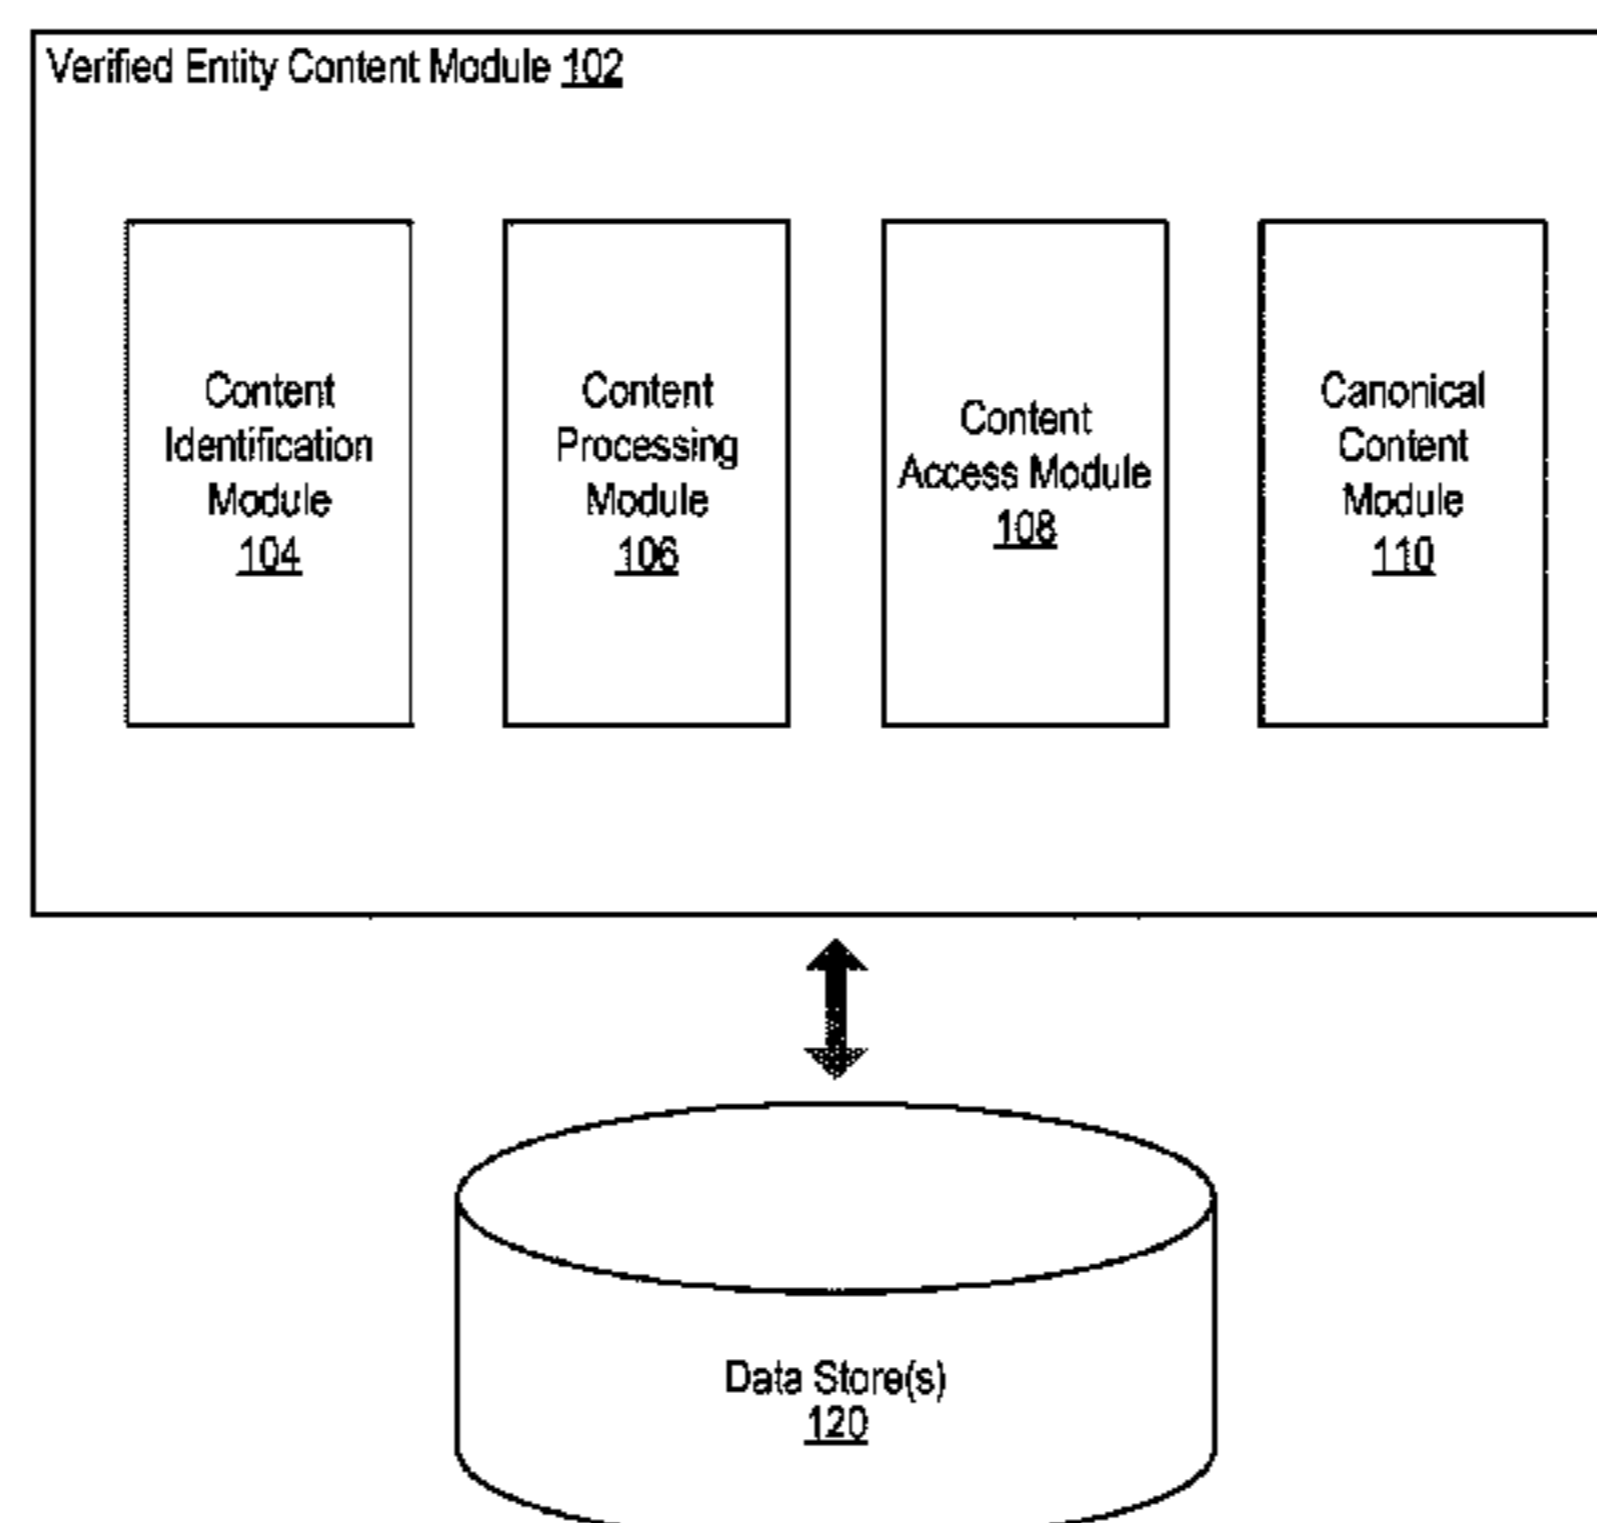 Verified Entity Content Module 102
Content
Identification
Module
104
Content
Processing
Module
106
Content
Access Module
108
Canonical
Content
Module
110
Data Store(s)
120